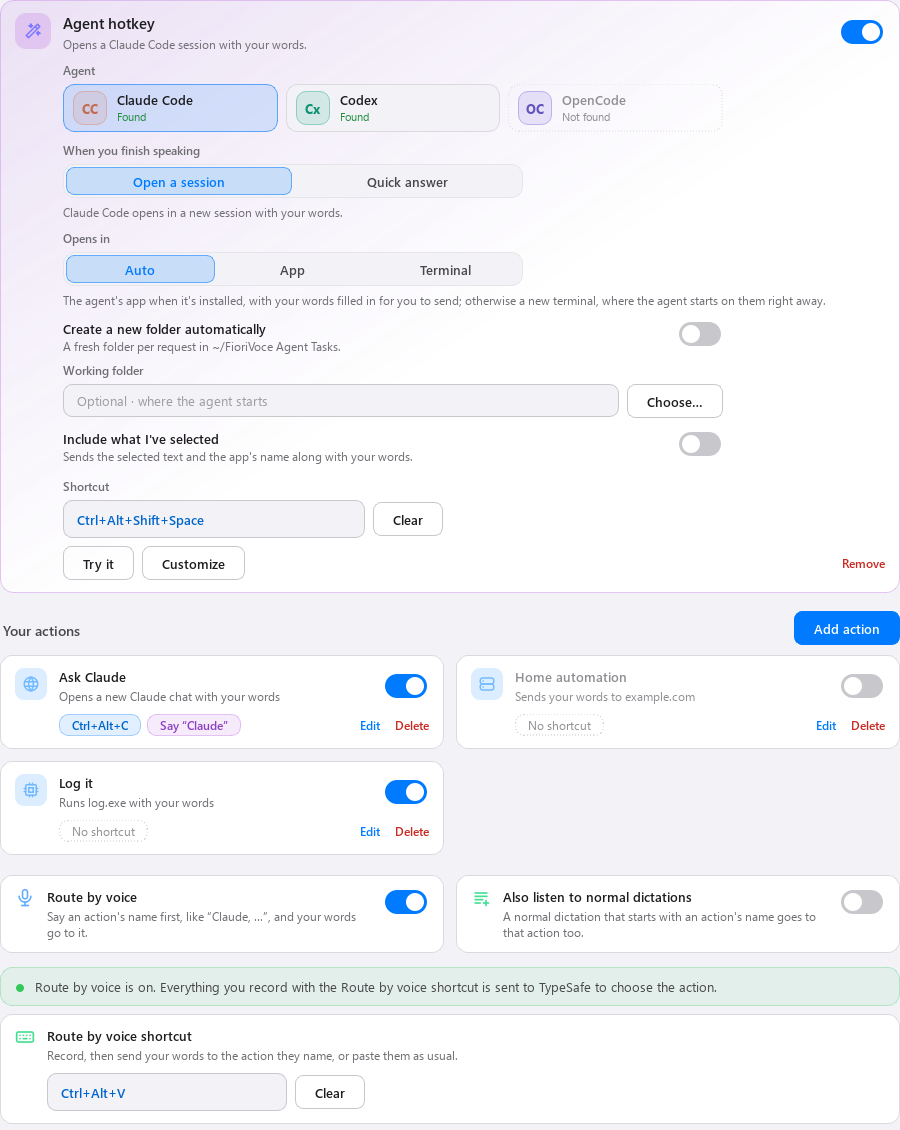 Agent hotkey
Opens a Claude Code session with your words.
Agent
CC
Claude Code
Found
Cx
Codex
Found
OC
OpenCode
Not found
When you finish speaking
Open a session
Quick answer
Claude Code opens in a new session with your words.
Opens in
Auto
App
Terminal
The agent's app when it's installed, with your words filled in for you to send; otherwise a new terminal, where the agent starts on them right away.
Create a new folder automatically
A fresh folder per request in ~/FioriVoce Agent Tasks.
Working folder
Optional · where the agent starts
Choose...
Include what I've selected
Sends the selected text and the app's name along with your words.
Shortcut
Ctrl+Alt+Shift+Space
Clear
Try it
Customize
Remove
Your actions
Add action
Ask Claude
Opens a new Claude chat with your words
Ctrl+Alt+C
Say “Claude”
Edit
Delete
Home automation
Sends your words to example.com
No shortcut
Edit
Delete
Log it
Runs log.exe with your words
No shortcut
Edit
Delete
Route by voice
Say an action's name first, like “Claude, ...”, and your words
go to it.
Also listen to normal dictations
A normal dictation that starts with an action's name goes to
that action too.
Route by voice is on. Everything you record with the Route by voice shortcut is sent to TypeSafe to choose the action.
Route by voice shortcut
Record, then send your words to the action they name, or paste them as usual.
Ctrl+Alt+V
Clear